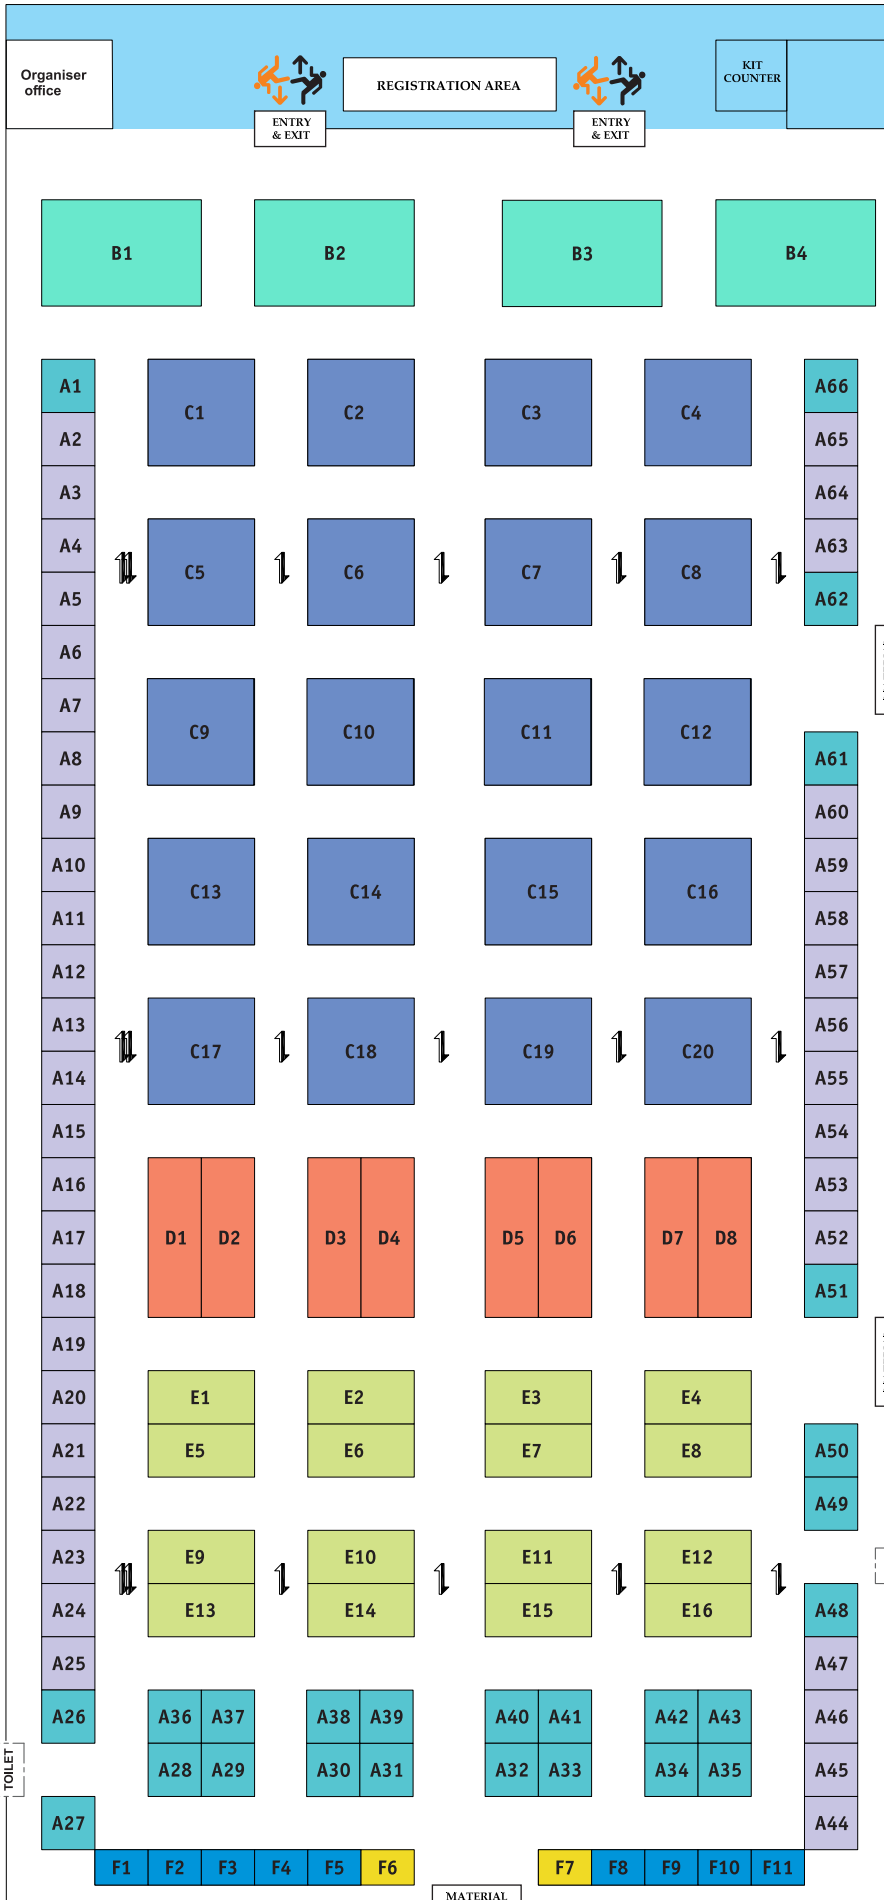 Organiser
office
ENTRY
& EXIT
REGISTRATION AREA
ENTRY
& EXIT
KIT
COUNTER
B1 B2 B3 B4
A1 C1 C2 C3 C4 A66
A2 A65
A3 A64
A4 A63
A5 C5 C6 C7 C8 A62
A6
A7
A8 C9 C10 C11 C12 A61
A9 A60
A10 A59
A11 C13 C14 C15 C16 A58
A12 A57
A13 A56
A14 C17 C18 C19 C20 A55
A15 A54
A16 A53
A17 D1 D2 D3 D4 D5 D6 D7 D8 A52
A18 A51
A19
A20 E1 E2 E3 E4
A21 E5 E6 E7 E8 A50
A22 A49
A23 E9 E10 E11 E12
A24 E13 E14 E15 E16 A48
A25 A47
A26 A36 A37 A38 A39 A40 A41 A42 A43 A46
TOILET
A28 A29 A30 A31 A32 A33 A34 A35 A45
A27 A44
F1 F2 F3 F4 F5 F6 F7 F8 F9 F10 F11
MATERIAL